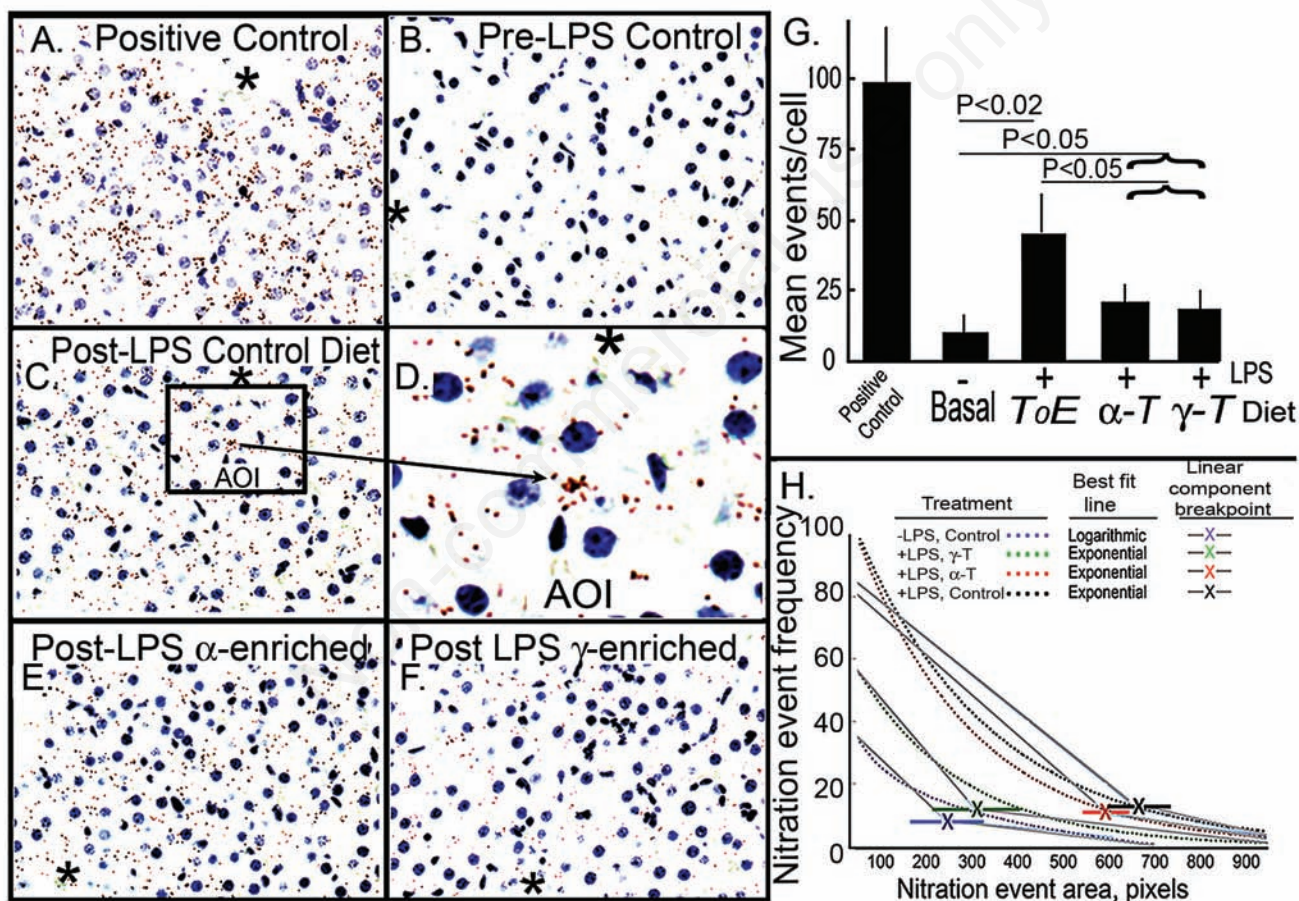 A. Positive Control
*
B. Pre-LPS Control
*
Post-LPS Control Diet
C.
*
AOI
D.
*
AOI
Post-LPS α-enriched
E.
*
Post LPS γ-enriched
F.
*
G.
Mean events/cell
100
75
50
25
0
P<0.02
P<0.05
P<0.05
- + + + LPS
Positive Control
Basal ToE α-T γ-T Diet
H.
Treatment
Best fit line
Linear component breakpoint
-LPS, Control Logarithmic X
+LPS, γ-T Exponential X
+LPS, α-T Exponential X
+LPS, Control Exponential X
Nitration event frequency
100
80
60
40
20
0
X X X X
100 200 300 400 500 600 700 800 900
Nitration event area, pixels
Non-commercial use only